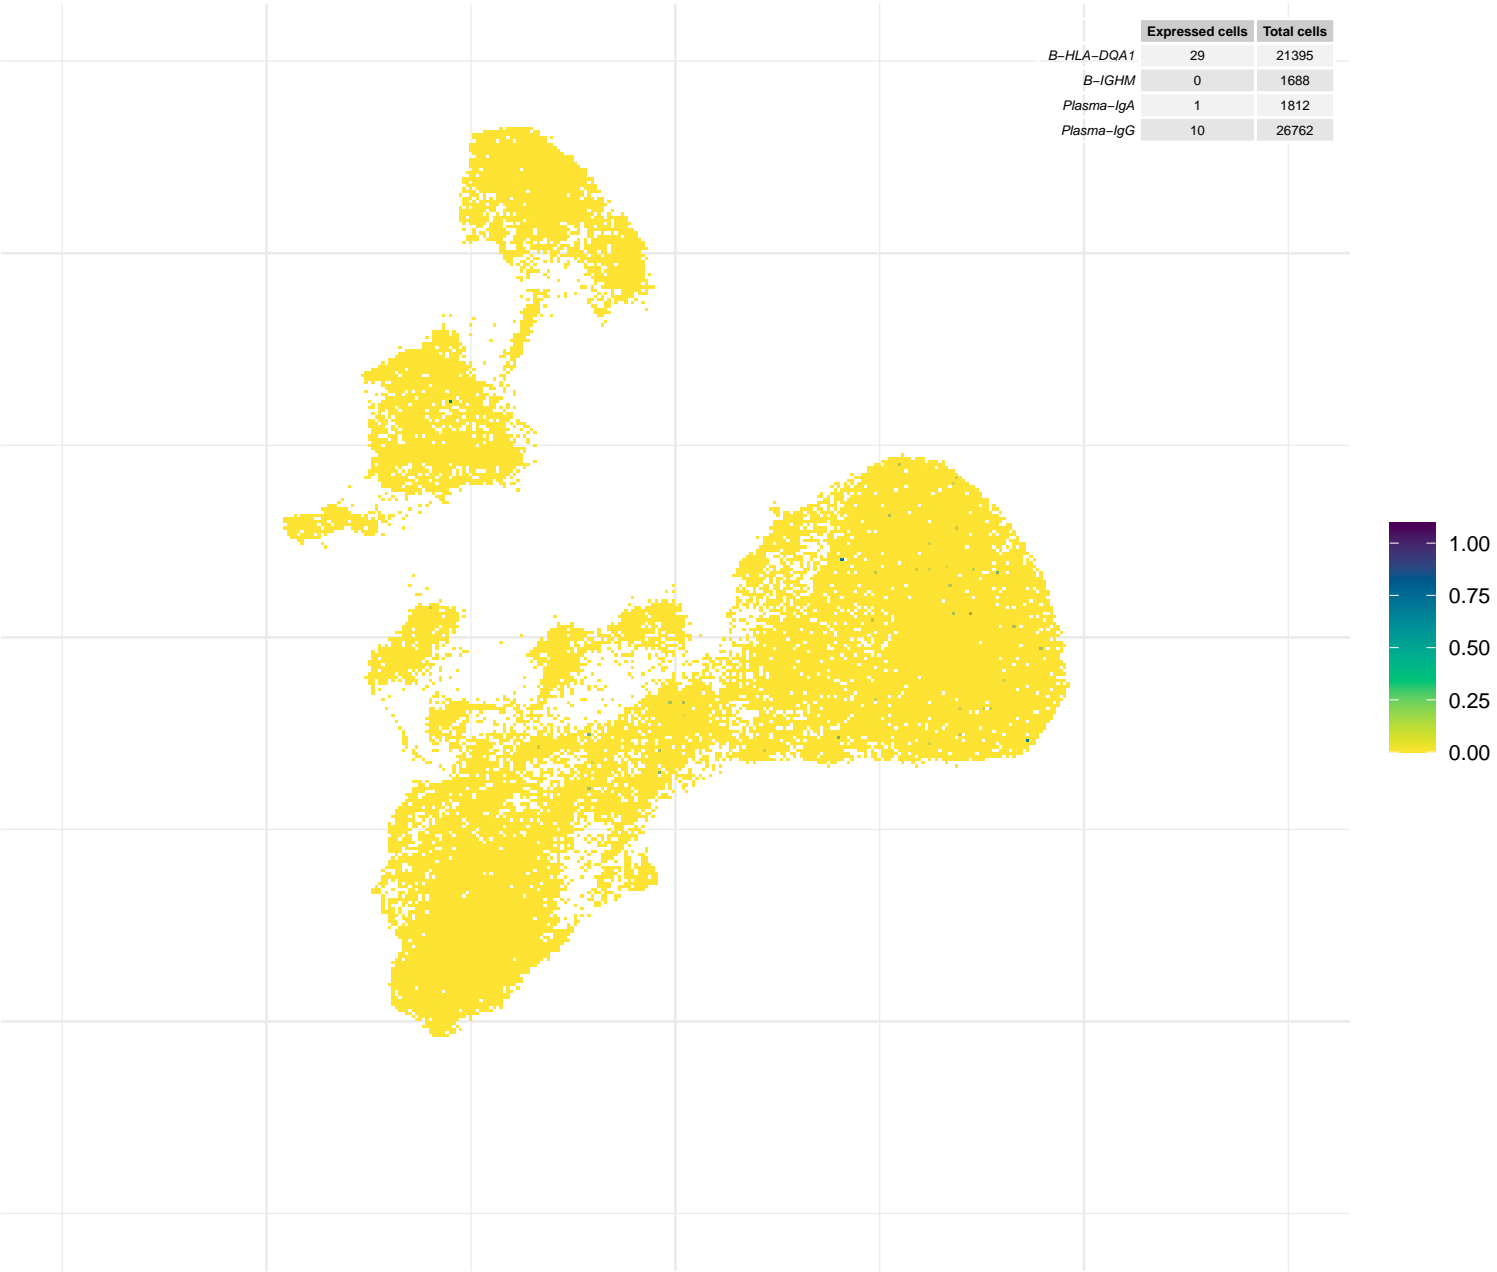 Expressed cells Total cells
B−HLA−DQA1 29 21395
B−IGHM 0 1688
Plasma−IgA 1 1812
Plasma−IgG 10 26762
1.00
0.75
0.50
0.25
0.00